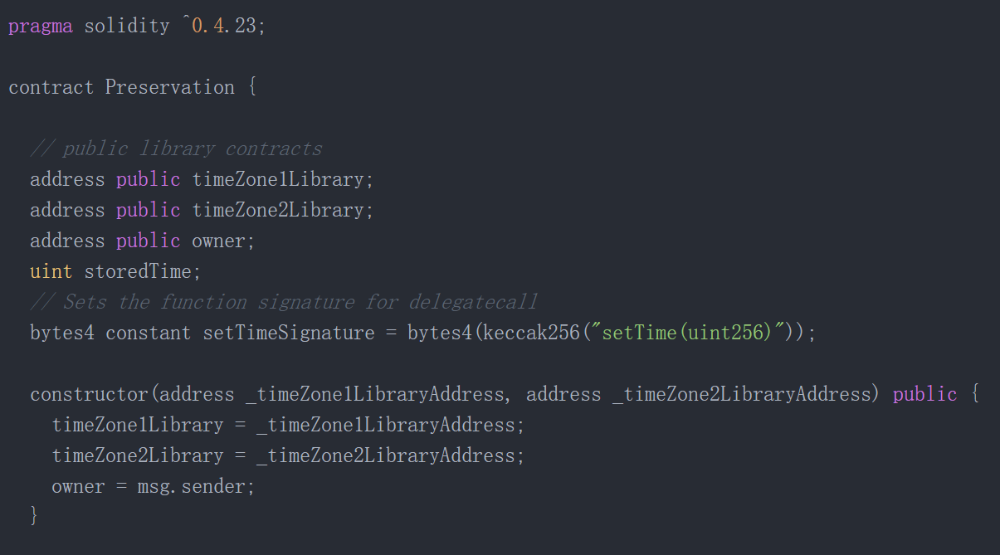 pragma solidity ^0.4.23;
contract Preservation {
// public library contracts
address public timeZone1Library;
address public timeZone2Library;
address public owner;
uint storedTime;
// Sets the function signature for delegatecall
bytes4 constant setTimeSignature = bytes4(keccak256("setTime(uint256)"));
constructor(address _timeZone1LibraryAddress, address _timeZone2LibraryAddress) public {
timeZone1Library = _timeZone1LibraryAddress;
timeZone2Library = _timeZone2LibraryAddress;
owner = msg.sender;
}